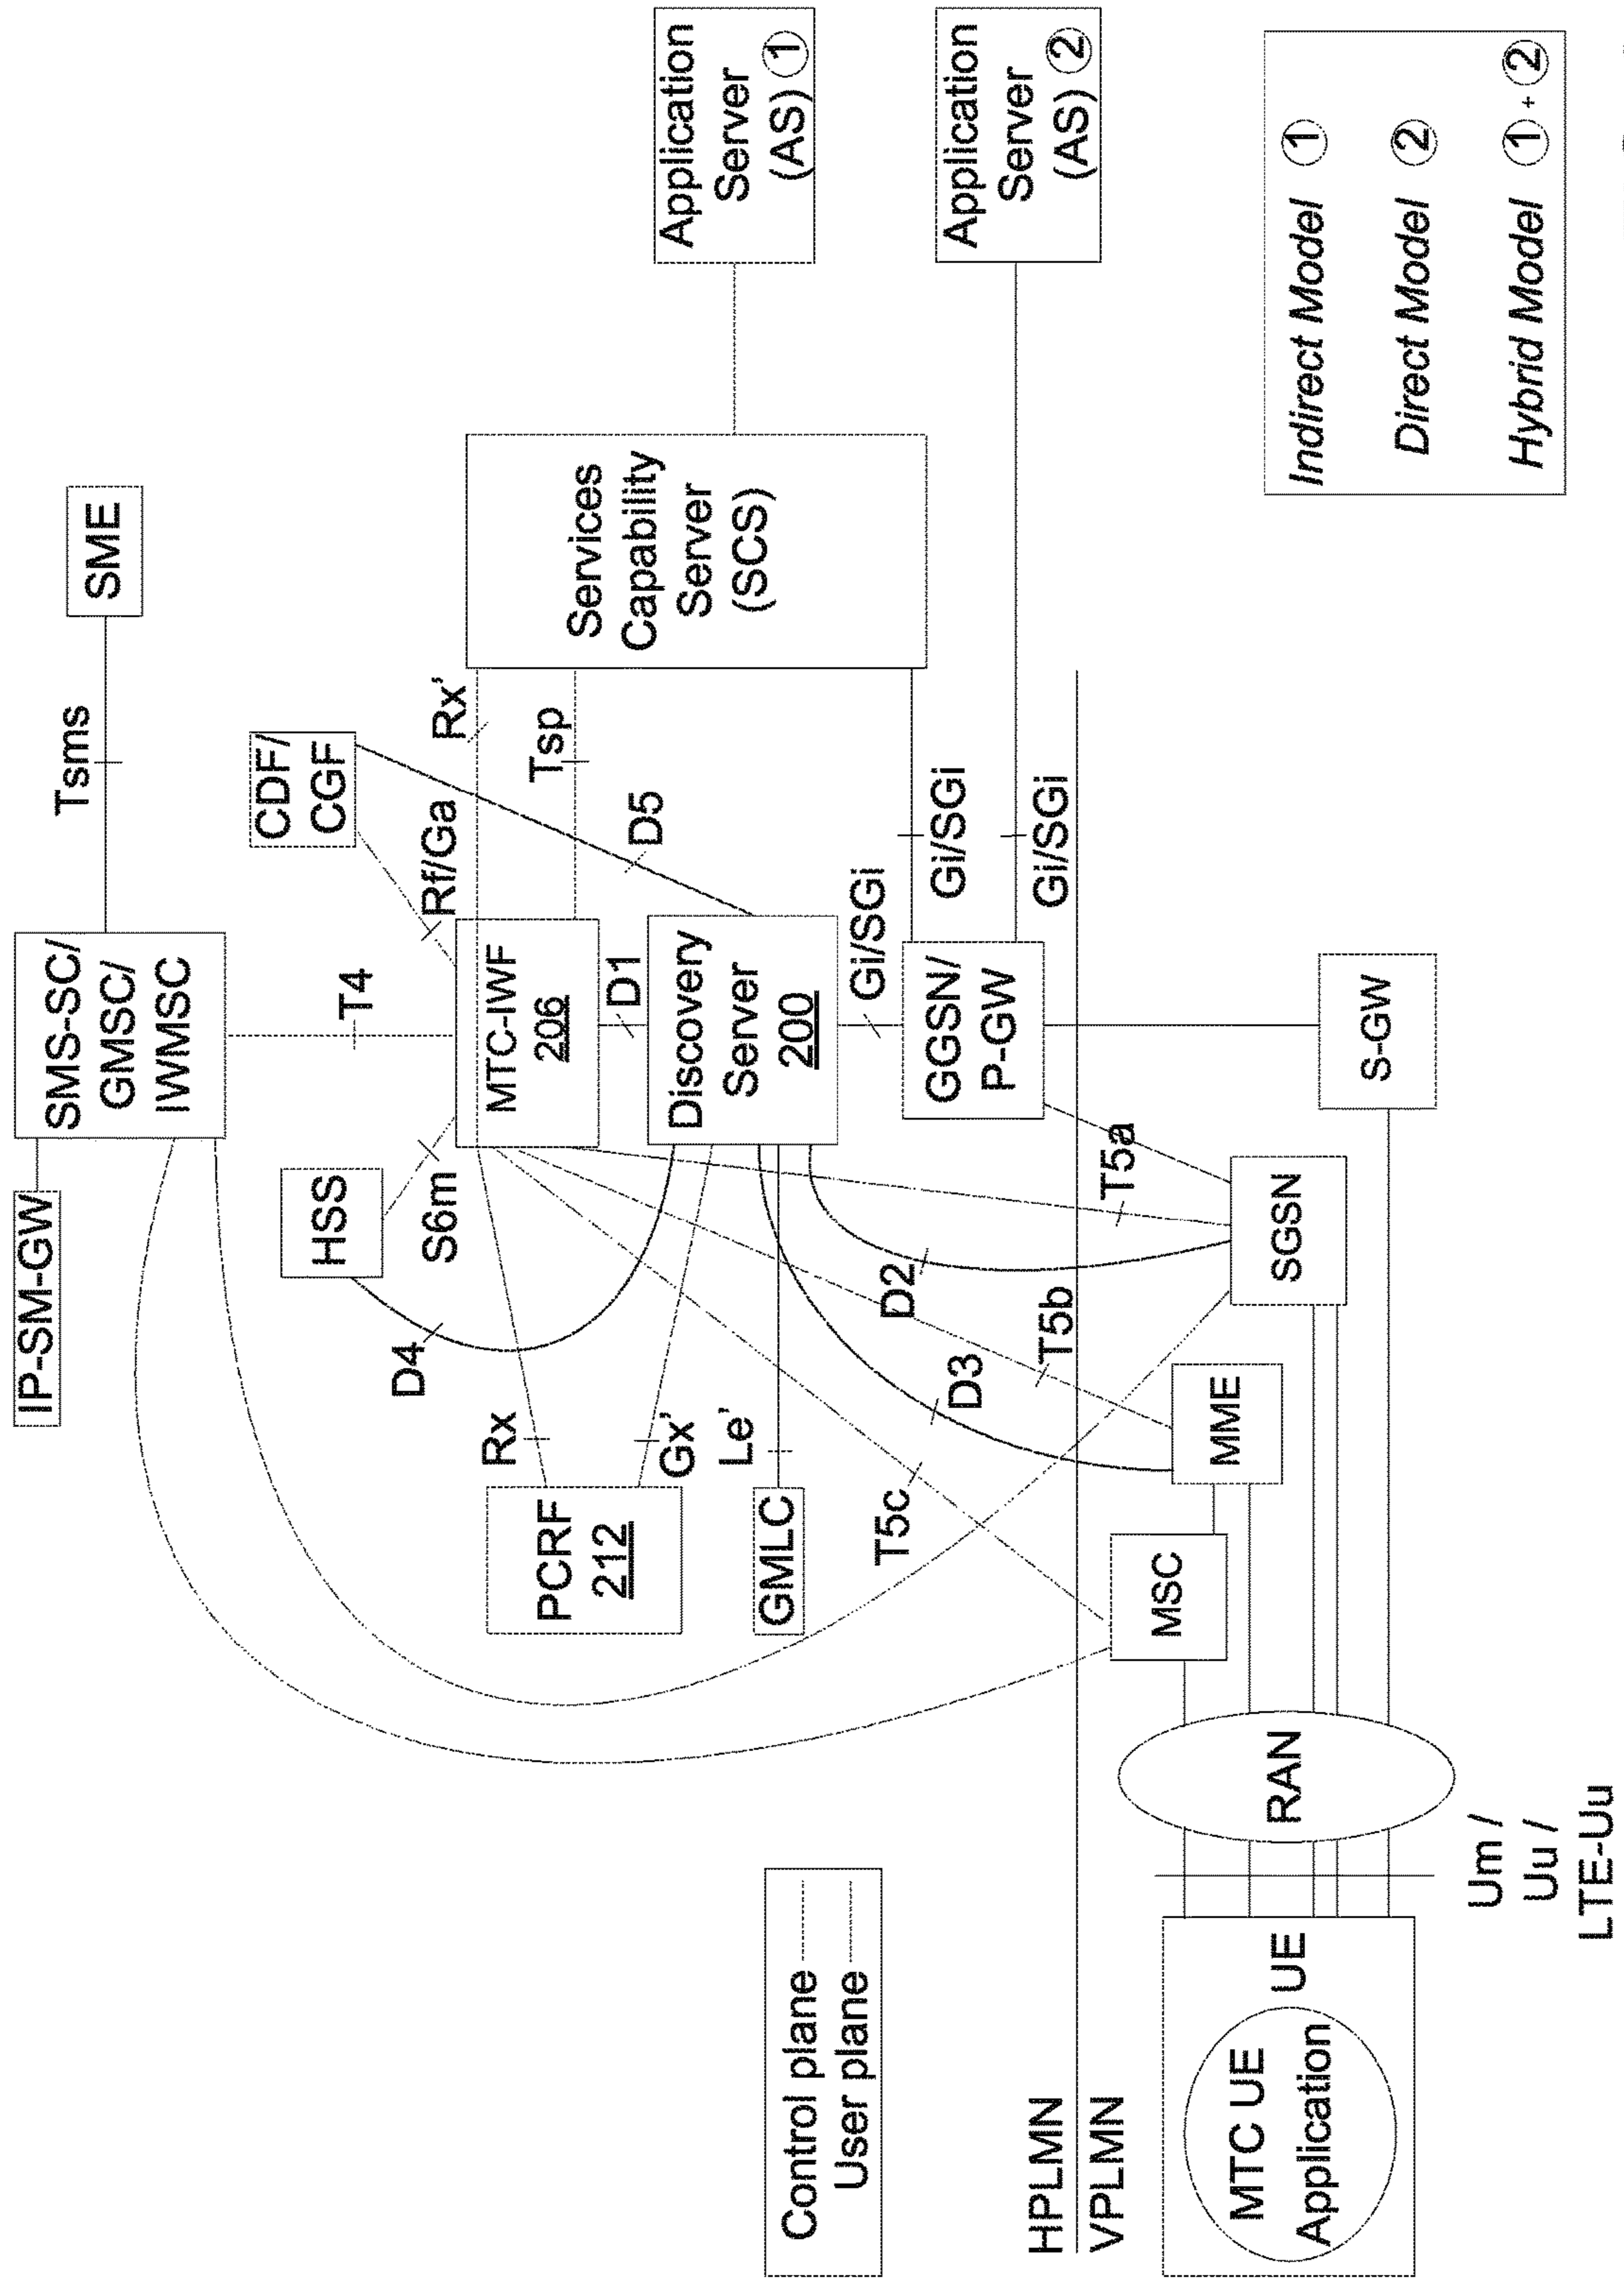 IP-SM-GW
SMS-SC/
GMSC/
IWMSC
Tsms
SME
HSS
S6m
T4
CDF/
CGF
Rf/Ga
Rx'
D4
MTC-IWF
206
Tsp
Services
Capability
Server
(SCS)
Application
Server
(AS) 1
Rx
PCRF
212
Gx'
D1
D5
Discovery
Server
200
Le'
GMLC
Gi/SGi
Gi/SGi
Gi/SGi
GGSN/
P-GW
Application
Server
(AS) 2
Control plane
User plane
T5c
D3
D2
T5b
T5a
HPLMN
VPLMN
MSC
MME
SGSN
S-GW
RAN
UE
MTC UE
Application
Um /
Uu /
LTE-Uu
Indirect Model 1
Direct Model 2
Hybrid Model 1 + 2